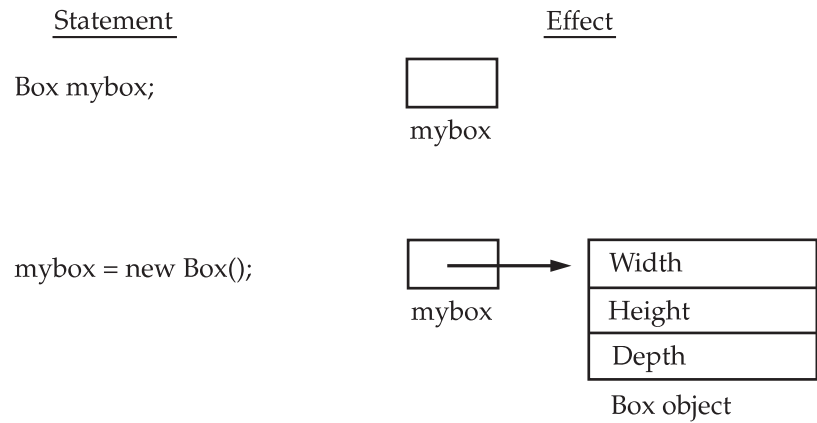 Statement Effect
Box mybox;
mybox
mybox = new Box();
Width
mybox
Height
Depth
Box object